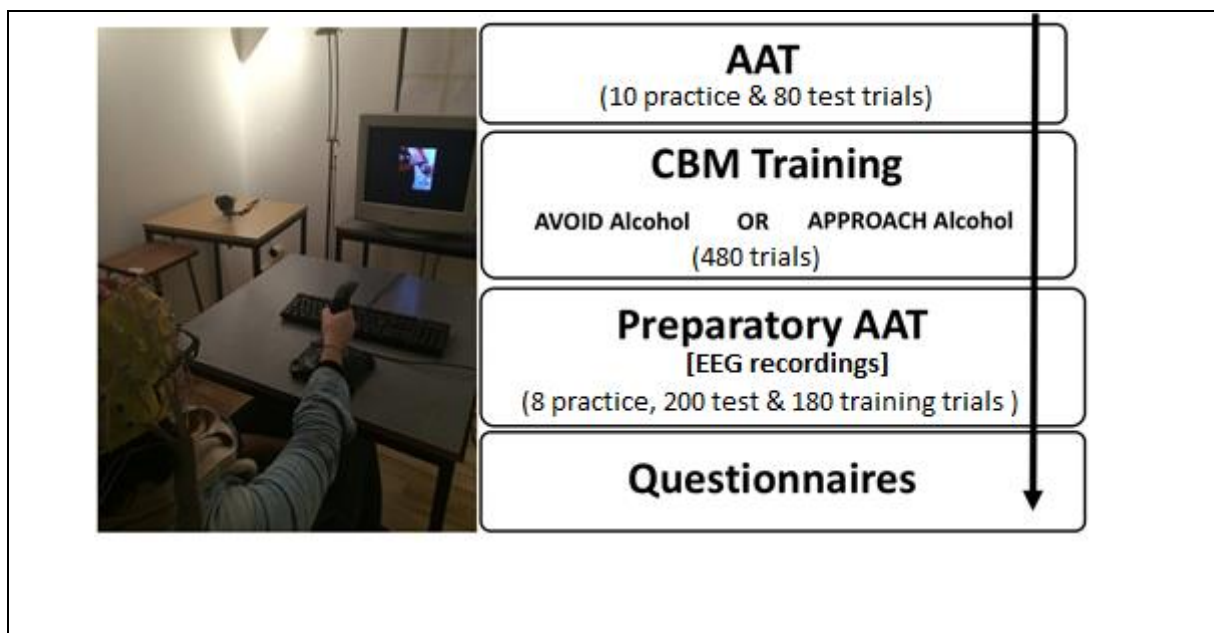 AAT
(10 practice & 80 test trials)
CBM Training
AVOID Alcohol OR APPROACH Alcohol
(480 trials)
Preparatory AAT
[EEG recordings]
(8 practice, 200 test & 180 training trials )
Questionnaires